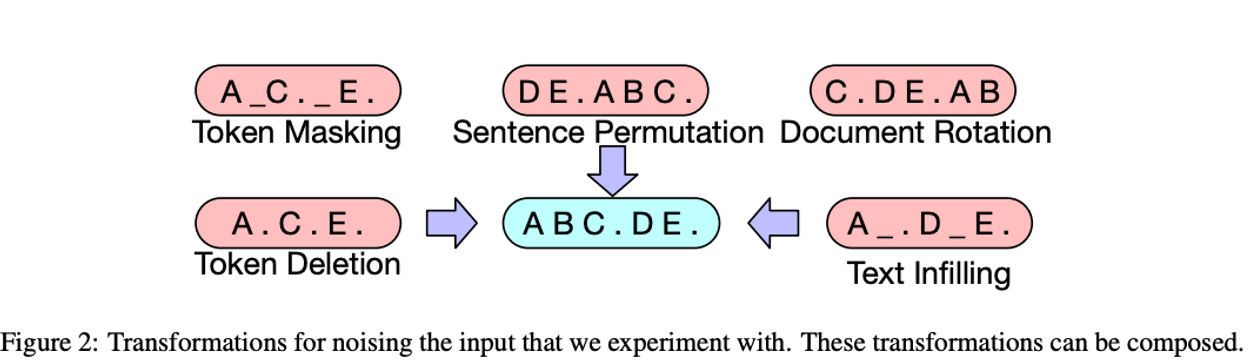 A _C . _ E .
D E . A B C .
C . D E . A B
Token Masking
Sentence Permutation
Document Rotation
A . C . E .
A B C . D E .
A _ . D _ E .
Token Deletion
Text Infilling
Figure 2: Transformations for noising the input that we experiment with. These transformations can be composed.